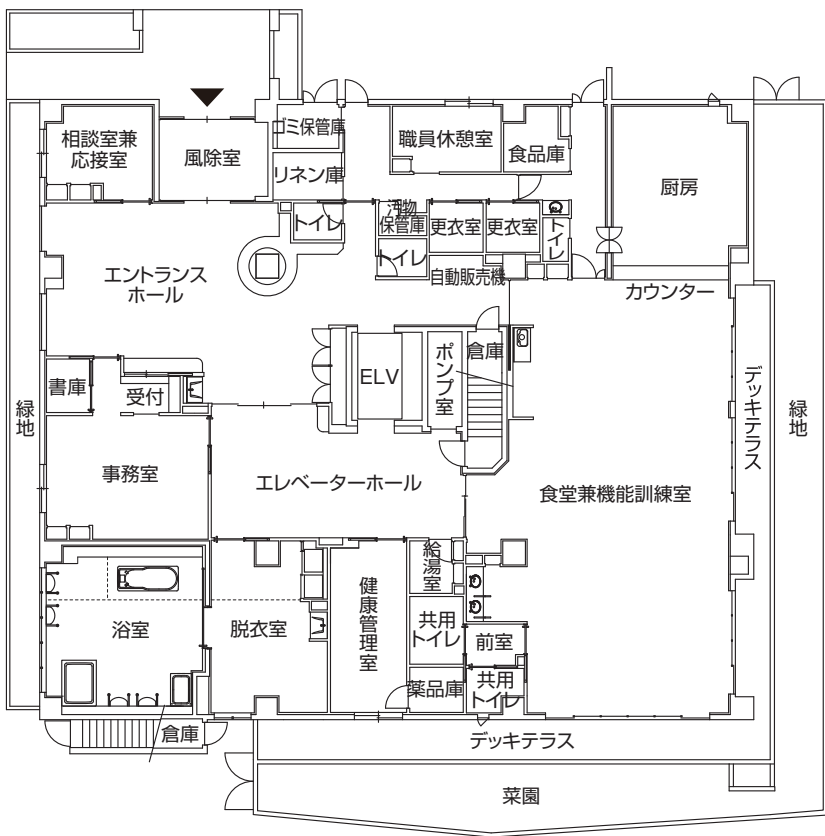 ゴミ保管庫
職員休憩室
相談室兼
応接室
風除室
食品庫
リネン庫
厨房
汚物
保管庫
トイレ
更衣室
更衣室
トイレ
トイレ
エントランス
ホール
自動販売機
カウンター
倉庫
ポンプ室
ELV
デッキテラス
書庫
受付
緑地
緑地
事務室
エレベーターホール
食堂兼機能訓練室
給湯室
健康管理室
浴室
脱衣室
共用
トイレ
前室
薬品庫
共用
トイレ
倉庫
デッキテラス
菜園